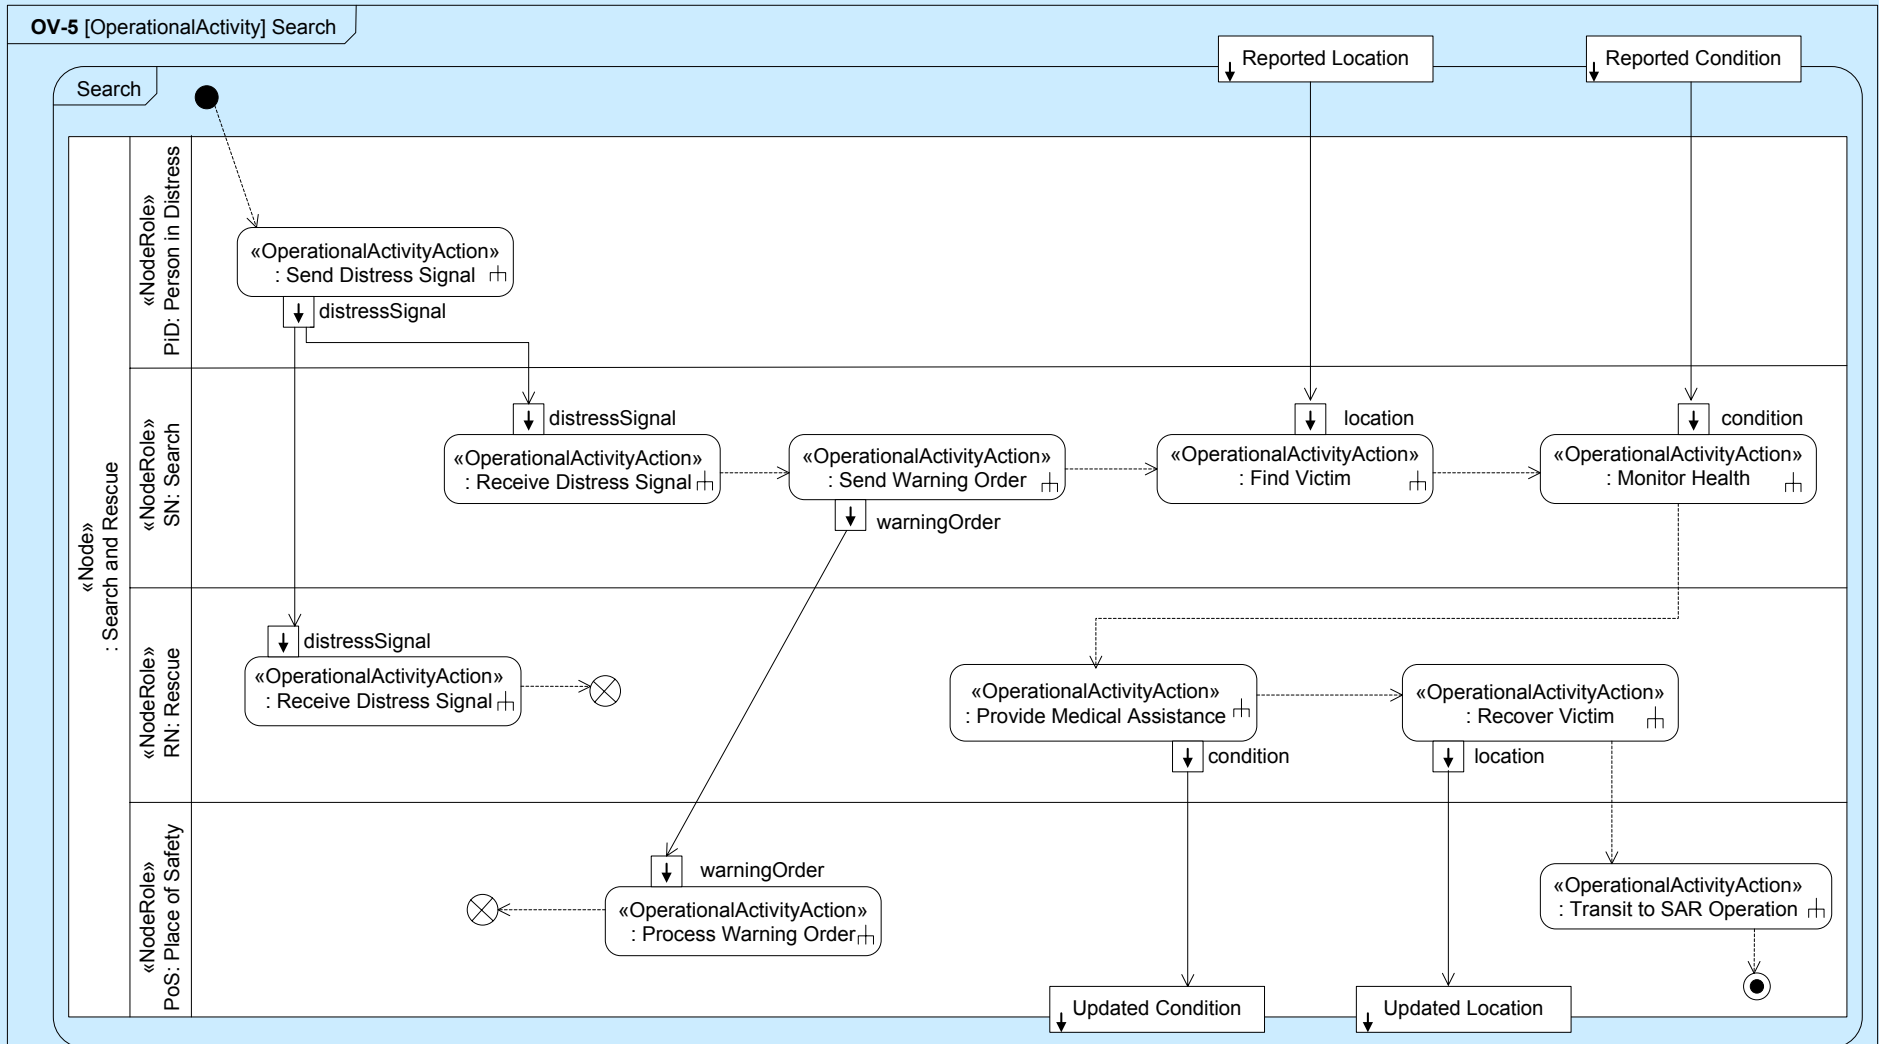 OV-5 [OperationalActivity] Search
Reported Location
Reported Condition
Search
«Node»
: Search and Rescue
«NodeRole»
PiD: Person in Distress
«OperationalActivityAction»
: Send Distress Signal
distressSignal
«NodeRole»
SN: Search
distressSignal
location
condition
«OperationalActivityAction»
: Receive Distress Signal
«OperationalActivityAction»
: Send Warning Order
«OperationalActivityAction»
: Find Victim
«OperationalActivityAction»
: Monitor Health
warningOrder
«NodeRole»
RN: Rescue
distressSignal
«OperationalActivityAction»
: Receive Distress Signal
«OperationalActivityAction»
: Provide Medical Assistance
«OperationalActivityAction»
: Recover Victim
condition
location
«NodeRole»
PoS: Place of Safety
warningOrder
«OperationalActivityAction»
: Process Warning Order
«OperationalActivityAction»
: Transit to SAR Operation
Updated Condition
Updated Location